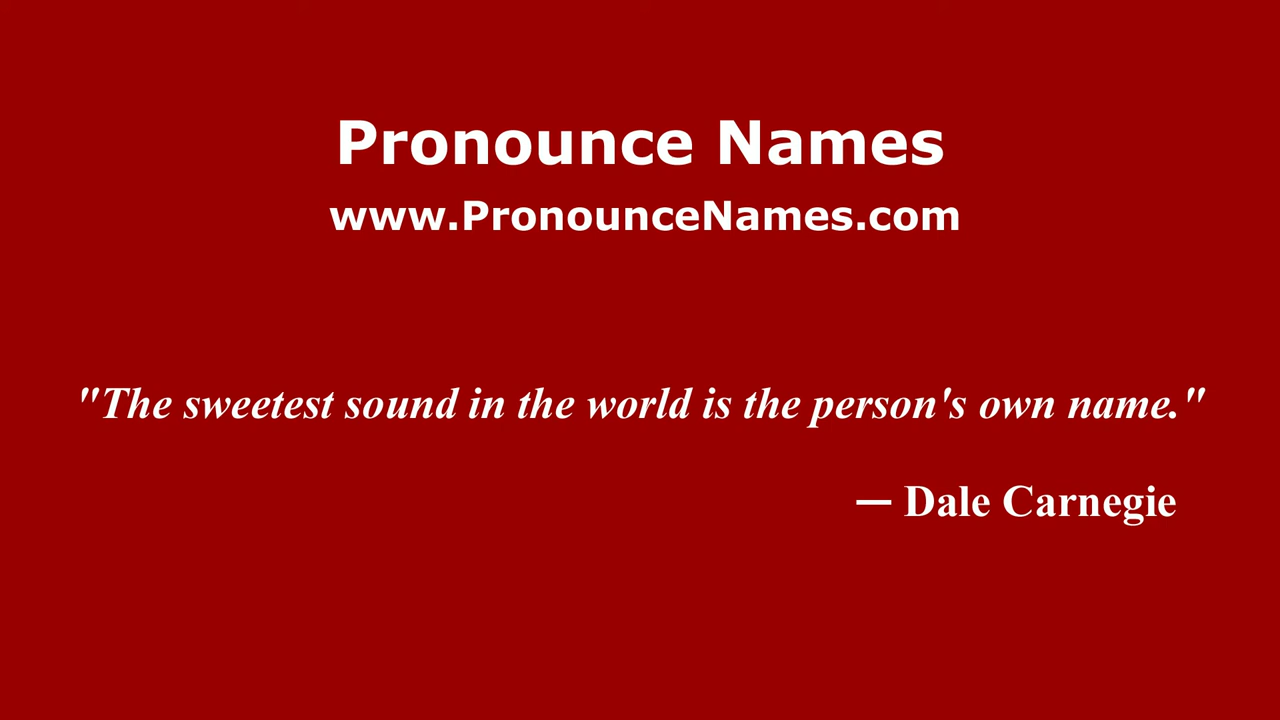 Pronounce Names
www.PronounceNames.com
"The sweetest sound in the world is the person's own name."
— Dale Carnegie